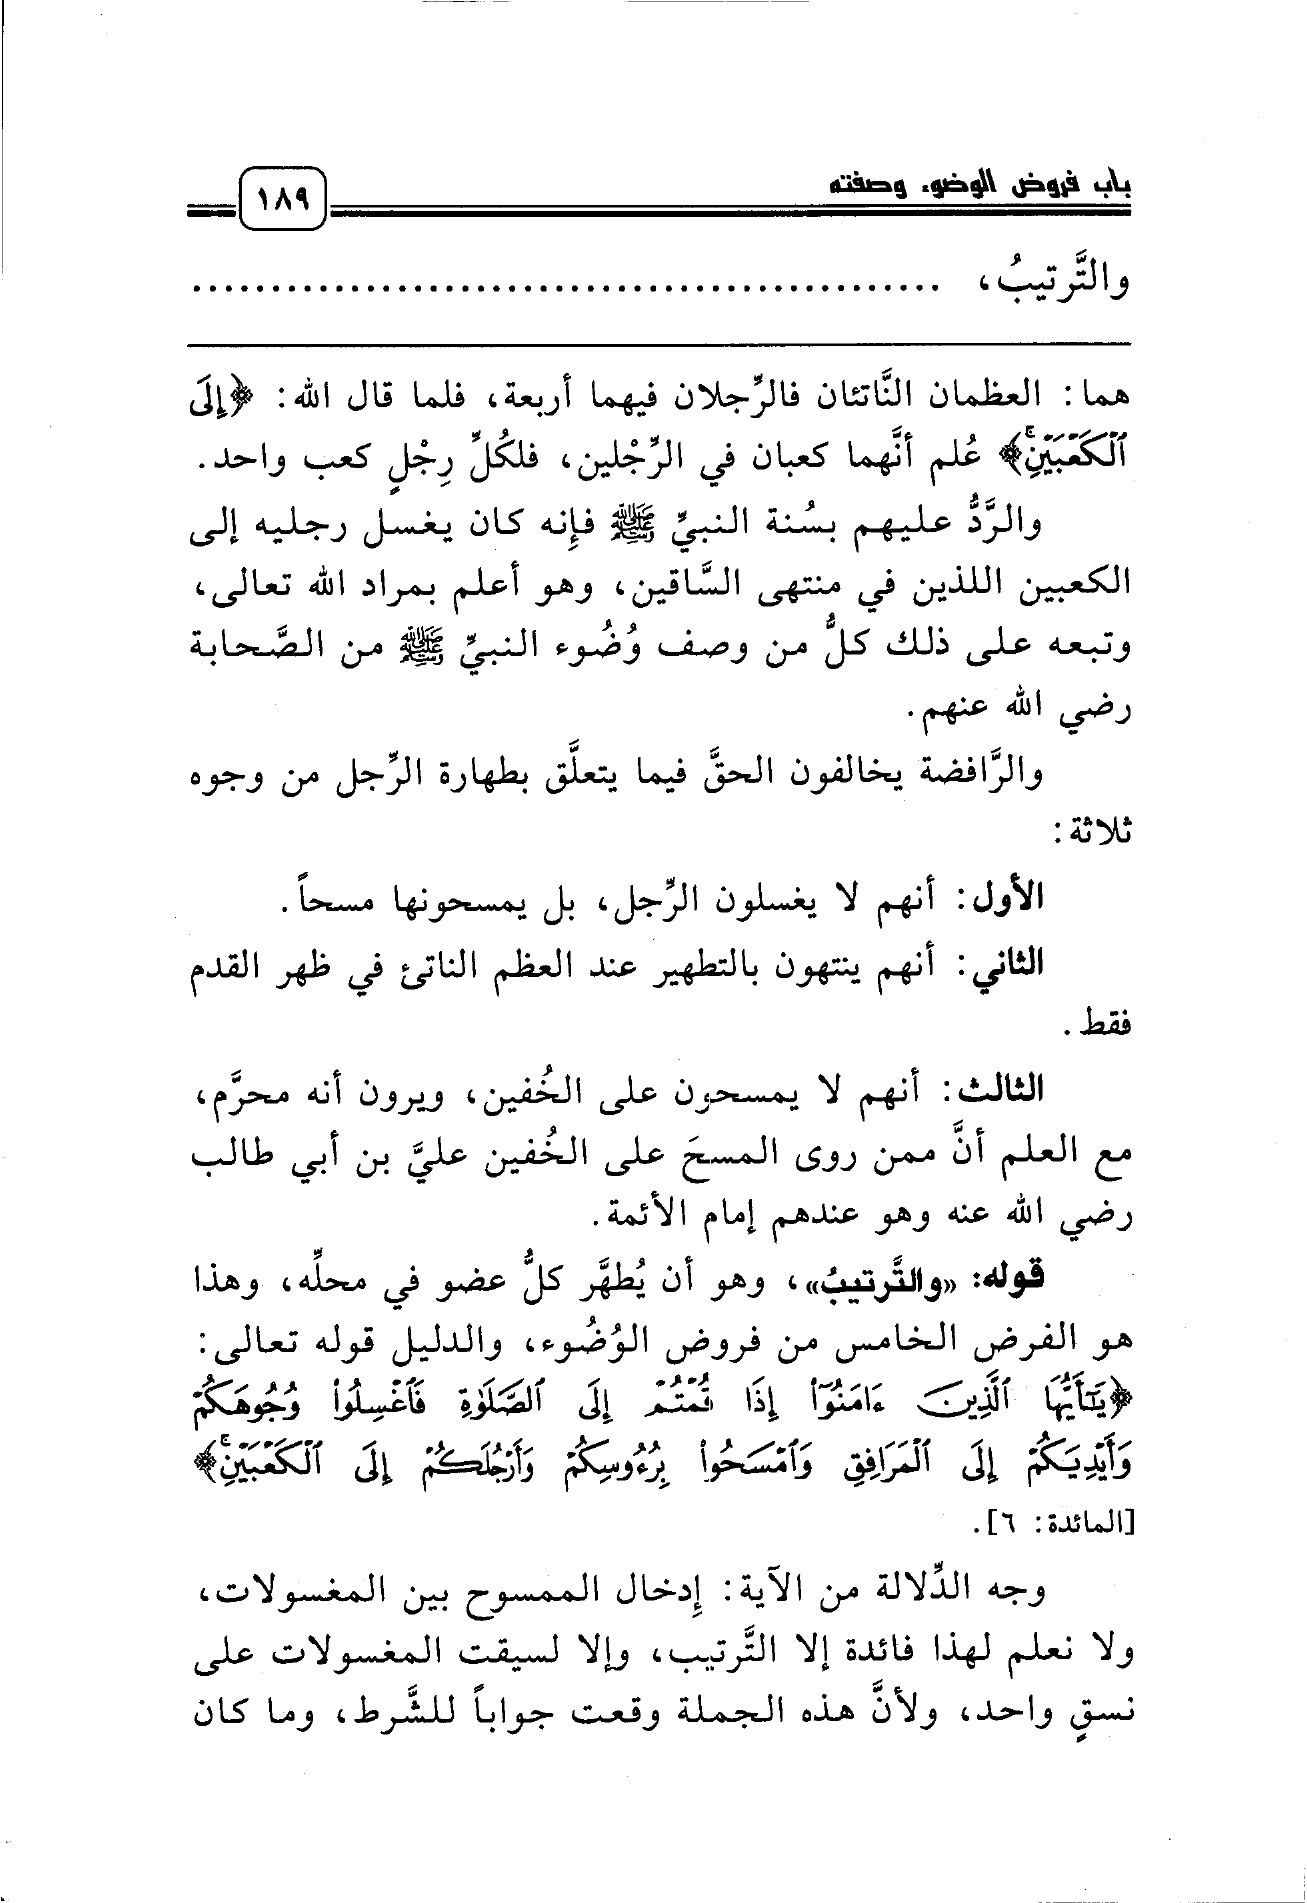 باب فروض الوضوء وصفته
١٨٩
والتَّرتيبُ، ................................................
هما: العظمان النَّاتئان فالرِّجلان فيهما أربعة، فلما قال الله: ﴿إِلَى
ٱلْكَعْبَيْنِۚ﴾ عُلم أنَّهما كعبان في الرِّجْلين، فلكُلِّ رِجْلٍ كعب واحد.
والرَّدُّ عليهم بسُنة النبيِّ ﷺ فإِنه كان يغسل رجليه إلى
الكعبين اللذين في منتهى السَّاقين، وهو أعلم بمراد الله تعالى،
وتبعه على ذلك كلُّ من وصف وُضُوء النبيِّ ﷺ من الصَّحابة
رضي الله عنهم.
والرَّافضة يخالفون الحقَّ فيما يتعلَّق بطهارة الرِّجل من وجوه
ثلاثة:
الأول: أنهم لا يغسلون الرِّجل، بل يمسحونها مسحاً.
الثاني: أنهم ينتهون بالتطهير عند العظم الناتئ في ظهر القدم
فقط.
الثالث: أنهم لا يمسحون على الخُفين، ويرون أنه محرَّم،
مع العلم أنَّ ممن روى المسحَ على الخُفين عليَّ بن أبي طالب
رضي الله عنه وهو عندهم إمام الأئمة.
قوله: «والتَّرتيبُ»، وهو أن يُطهَّر كلُّ عضو في محلِّه، وهذا
هو الفرض الخامس من فروض الوُضُوء، والدليل قوله تعالى:
﴿يَـٰٓأَيُّهَا ٱلَّذِينَ ءَامَنُوٓا۟ إِذَا قُمْتُمْ إِلَى ٱلصَّلَوٰةِ فَٱغْسِلُوا۟ وُجُوهَكُمْ
وَأَيْدِيَكُمْ إِلَى ٱلْمَرَافِقِ وَٱمْسَحُوا۟ بِرُءُوسِكُمْ وَأَرْجُلَكُمْ إِلَى ٱلْكَعْبَيْنِۚ﴾
[المائدة: ٦].
وجه الدِّلالة من الآية: إِدخال الممسوح بين المغسولات،
ولا نعلم لهذا فائدة إلا التَّرتيب، وإِلا لسيقت المغسولات على
نسقٍ واحد، ولأنَّ هذه الجملة وقعت جواباً للشَّرط، وما كان